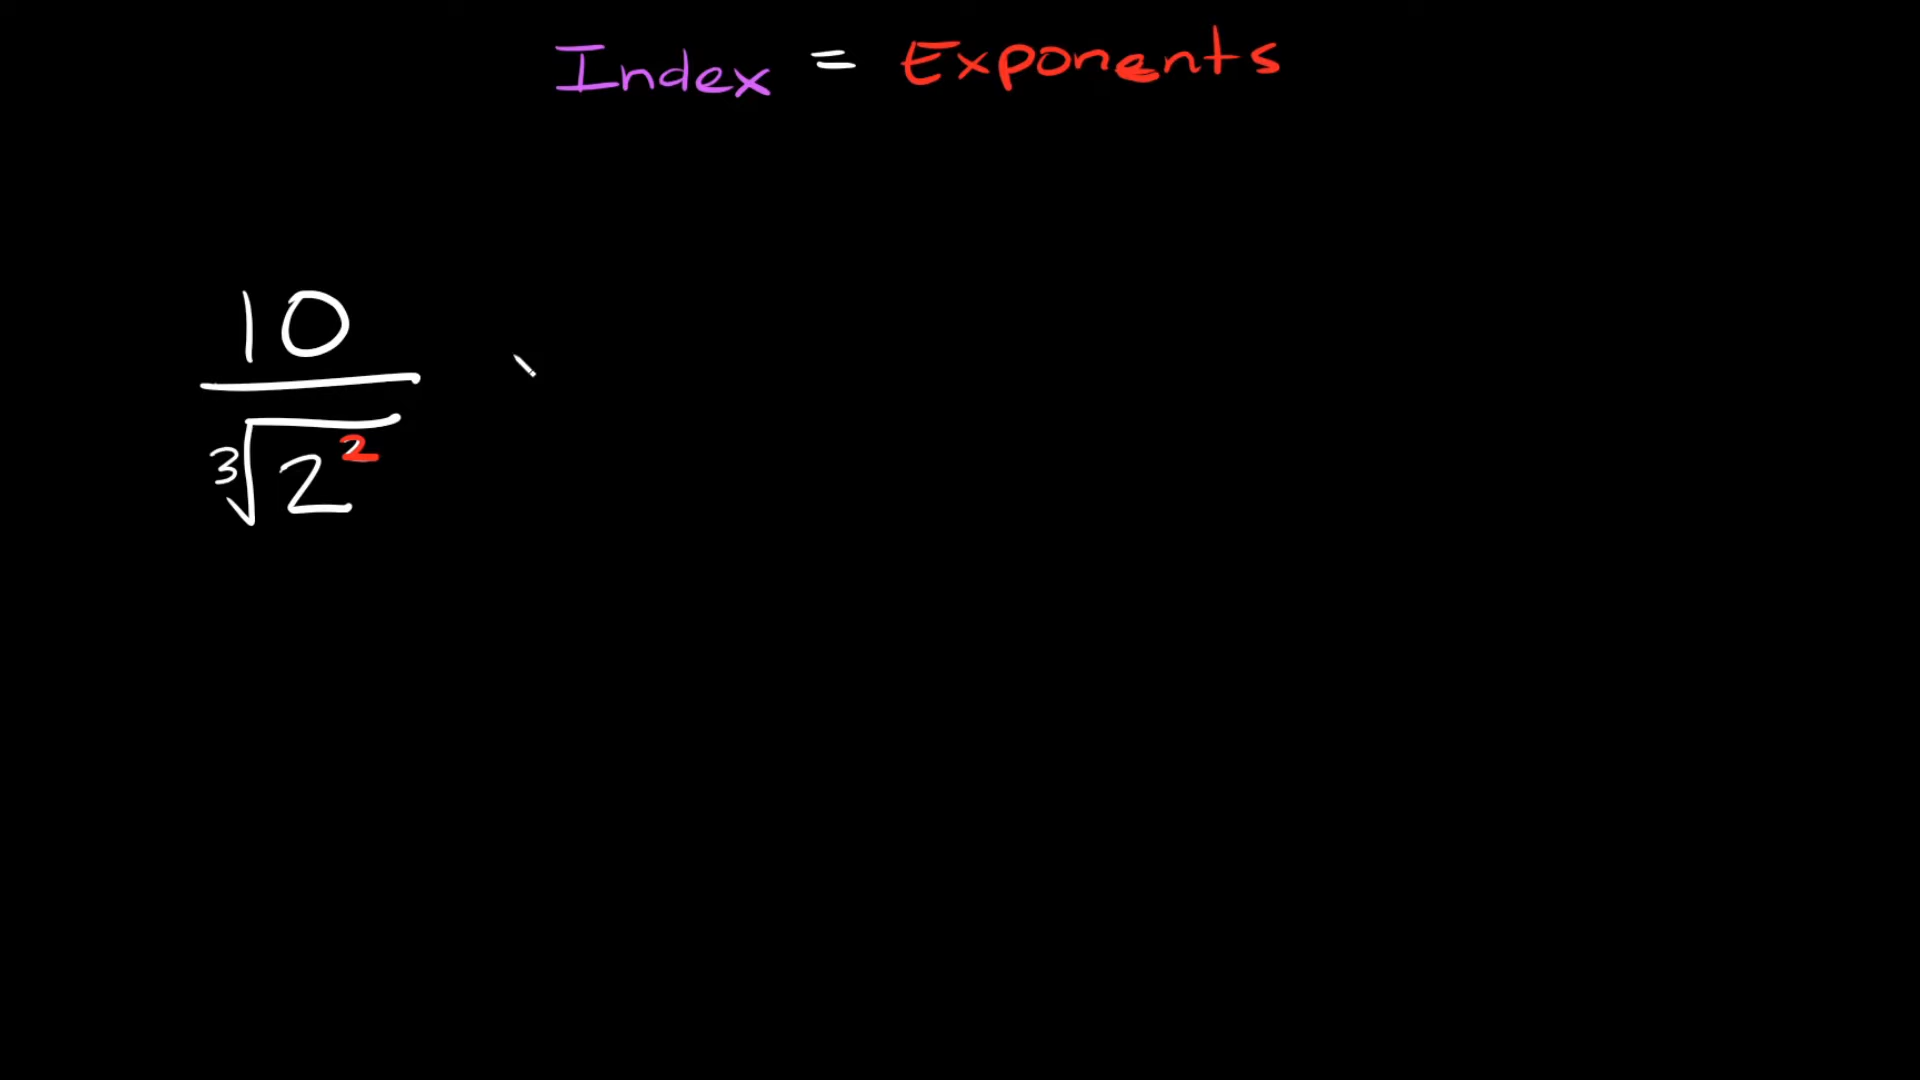 Index = Exponents
10
∛2²